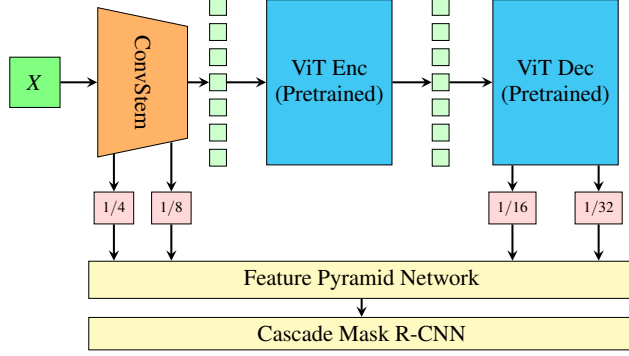 X
ConvStem
ViT Enc
(Pretrained)
ViT Dec
(Pretrained)
1/4
1/8
1/16
1/32
Feature Pyramid Network
Cascade Mask R-CNN